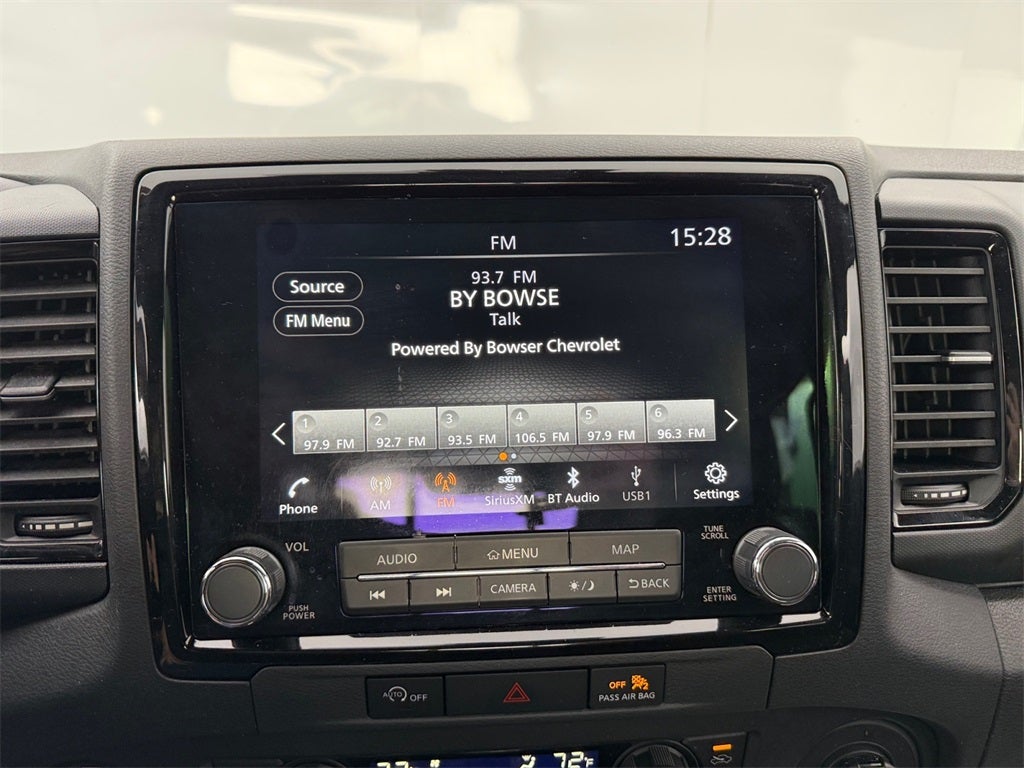 FM
15:28
93.7 FM
Source
BY BOWSE
FM Menu
Talk
Powered By Bowser Chevrolet
1 2 3 4 5 6
97.9 FM 92.7 FM 93.5 FM 106.5 FM 97.9 FM 96.3 FM
sxm
Phone AM FM SiriusXM BT Audio USB1 Settings
VOL
AUDIO MENU MAP
TUNE
SCROLL
CAMERA BACK
PUSH
POWER
ENTER
SETTING
AUTO OFF
OFF 2
PASS AIR BAG
72°F